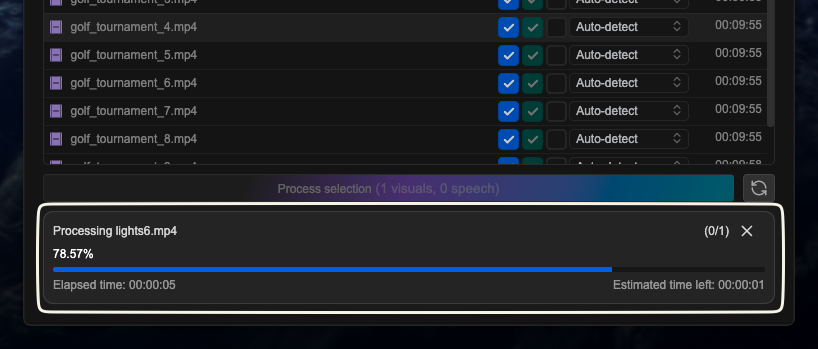 golf_tournament_4.mp4 Auto-detect 00:09:55
golf_tournament_5.mp4 Auto-detect 00:09:55
golf_tournament_6.mp4 Auto-detect 00:09:55
golf_tournament_7.mp4 Auto-detect 00:09:55
golf_tournament_8.mp4 Auto-detect 00:09:55
Process selection (1 visuals, 0 speech)
Processing lights6.mp4 (0/1)
78.57%
Elapsed time: 00:00:05 Estimated time left: 00:00:01